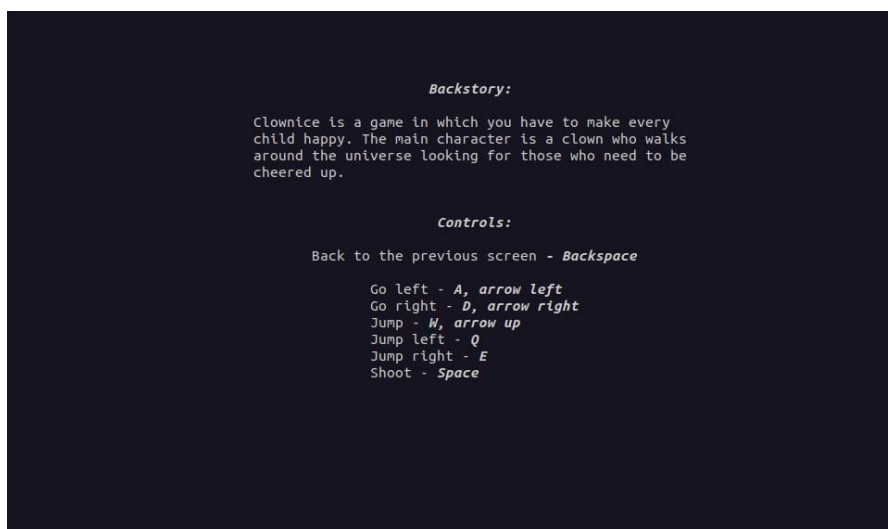 Backstory:
Clownice is a game in which you have to make every
child happy. The main character is a clown who walks
around the universe looking for those who need to be
cheered up.
Controls:
Back to the previous screen - Backspace
Go left - A, arrow left
Go right - D, arrow right
Jump - W, arrow up
Jump left - Q
Jump right - E
Shoot - Space